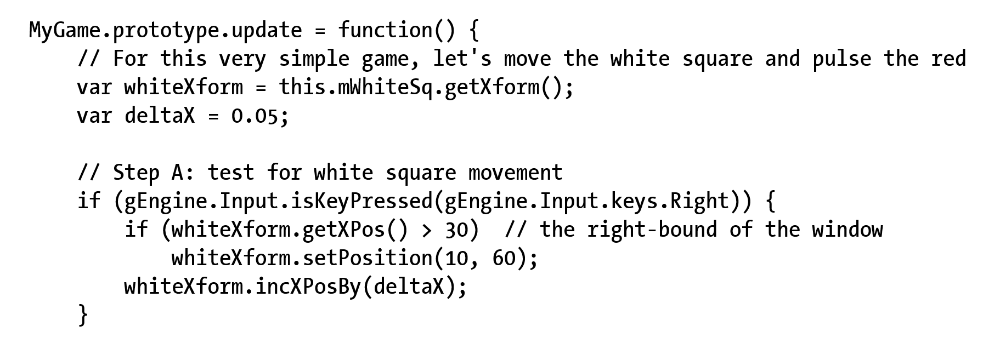 MyGame.prototype.update = function() {
    // For this very simple game, let's move the white square and pulse the red
    var whiteXform = this.mWhiteSq.getXform();
    var deltaX = 0.05;

    // Step A: test for white square movement
    if (gEngine.Input.isKeyPressed(gEngine.Input.keys.Right)) {
        if (whiteXform.getXPos() > 30)  // the right-bound of the window
            whiteXform.setPosition(10, 60);
        whiteXform.incXPosBy(deltaX);
    }